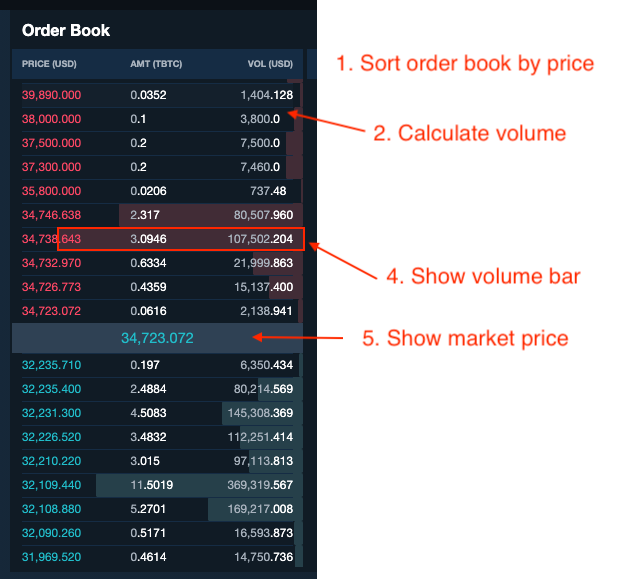 Order Book
PRICE (USD) AMT (TBTC) VOL (USD)
1. Sort order book by price
39,890.000 0.0352 1,404.128
38,000.000 0.1 3,800.0
2. Calculate volume
37,500.000 0.2 7,500.0
37,300.000 0.2 7,460.0
35,800.000 0.0206 737.48
34,746.638 2.317 80,507.960
34,738.643 3.0946 107,502.204
34,732.970 0.6334 21,999.863
4. Show volume bar
34,726.773 0.4359 15,137.400
34,723.072 0.0616 2,138.941
34,723.072
5. Show market price
32,235.710 0.197 6,350.434
32,235.400 2.4884 80,214.569
32,231.300 4.5083 145,308.369
32,226.520 3.4832 112,251.414
32,210.220 3.015 97,113.813
32,109.440 11.5019 369,319.567
32,108.880 5.2701 169,217.008
32,090.260 0.5171 16,593.873
31,969.520 0.4614 14,750.736